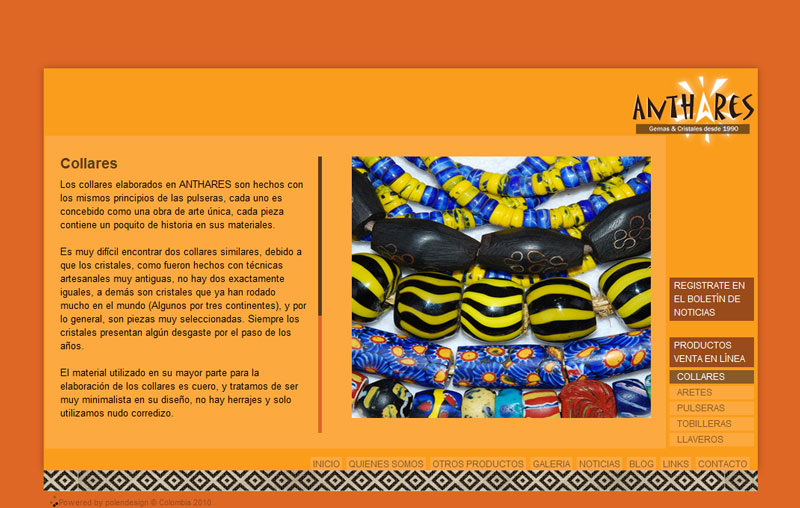 ANTHARES
Gemas & Cristales desde 1990
Collares
Los collares elaborados en ANTHARES son hechos con
los mismos principios de las pulseras, cada uno es
concebido como una obra de arte única, cada pieza
contiene un poquito de historia en sus materiales.
Es muy difícil encontrar dos collares similares, debido a
que los cristales, como fueron hechos con técnicas
artesanales muy antiguas, no hay dos exactamente
iguales, a demás son cristales que ya han rodado
mucho en el mundo (Algunos por tres continentes), y por
lo general, son piezas muy seleccionadas. Siempre los
cristales presentan algún desgaste por el paso de los
años.
El material utilizado en su mayor parte para la
elaboración de los collares es cuero, y tratamos de ser
muy minimalista en su diseño, no hay herrajes y solo
utilizamos nudo corredizo.
REGISTRATE EN
EL BOLETÍN DE
NOTICIAS
PRODUCTOS
VENTA EN LÍNEA
COLLARES
ARETES
PULSERAS
TOBILLERAS
LLAVEROS
INICIO QUIENES SOMOS OTROS PRODUCTOS GALERIA NOTICIAS BLOG LINKS CONTACTO
Powered by polendesign © Colombia 2010